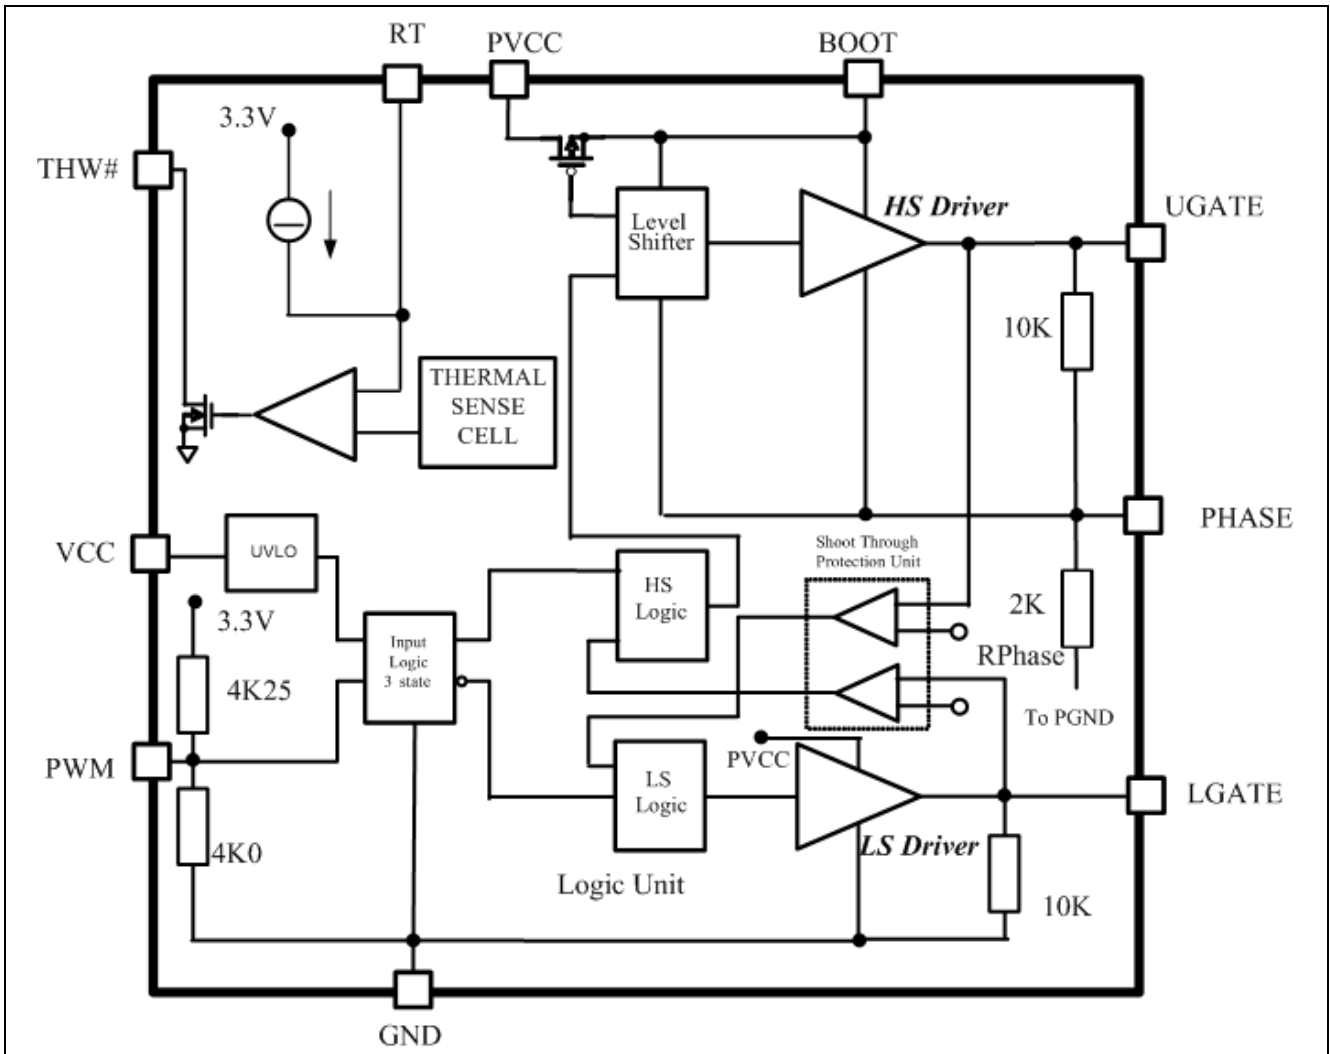 RT
PVCC
BOOT
3.3V
THW#
Level
Shifter
HS Driver
UGATE
10K
THERMAL
SENSE
CELL
PHASE
VCC
UVLO
Shoot Through
Protection Unit
3.3V
HS
Logic
2K
Input
Logic
3 state
RPhase
4K25
To PGND
PWM
PVCC
LS
Logic
LGATE
4K0
LS Driver
Logic Unit
10K
GND